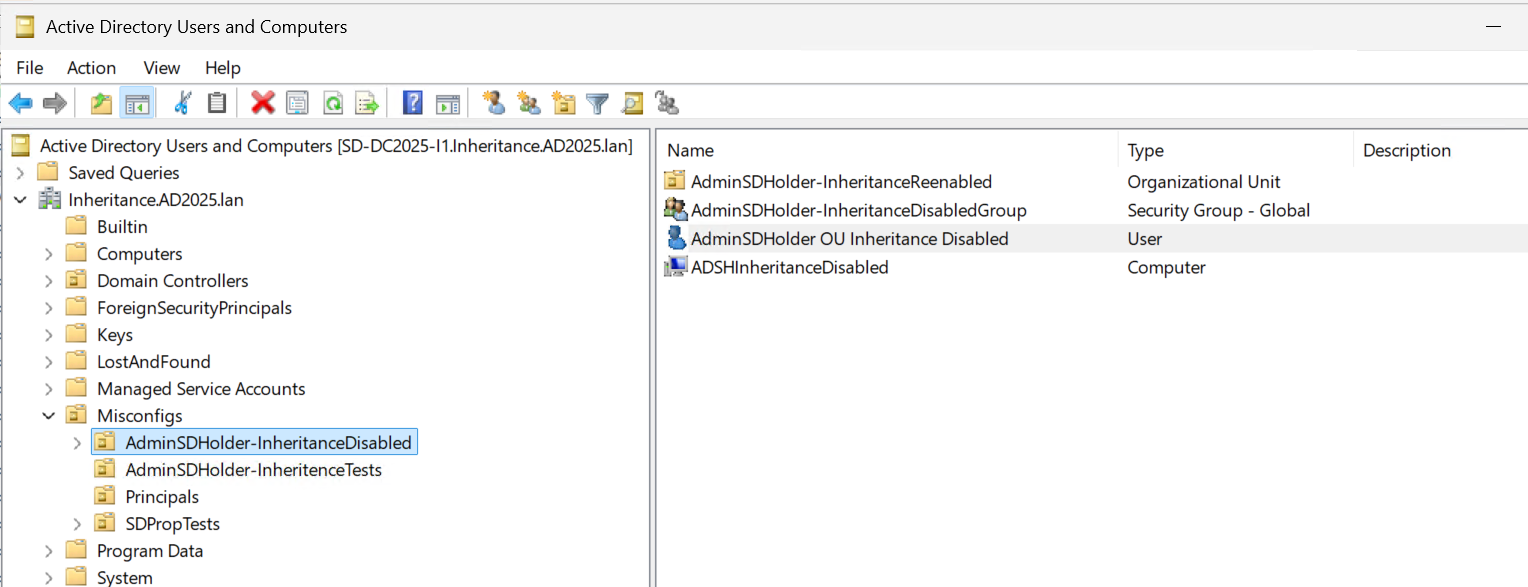 Active Directory Users and Computers
File Action View Help
Active Directory Users and Computers [SD-DC2025-I1.Inheritance.AD2025.lan]
Saved Queries
Inheritance.AD2025.lan
Builtin
Computers
Domain Controllers
ForeignSecurityPrincipals
Keys
LostAndFound
Managed Service Accounts
Misconfigs
AdminSDHolder-InheritanceDisabled
AdminSDHolder-InheritenceTests
Principals
SDPropTests
Program Data
System
Name Type Description
AdminSDHolder-InheritanceReenabled Organizational Unit
AdminSDHolder-InheritanceDisabledGroup Security Group - Global
AdminSDHolder OU Inheritance Disabled User
ADSHInheritanceDisabled Computer